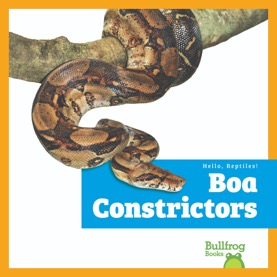 Hello, Reptiles!
Boa
Constrictors
Bullfrog
Books